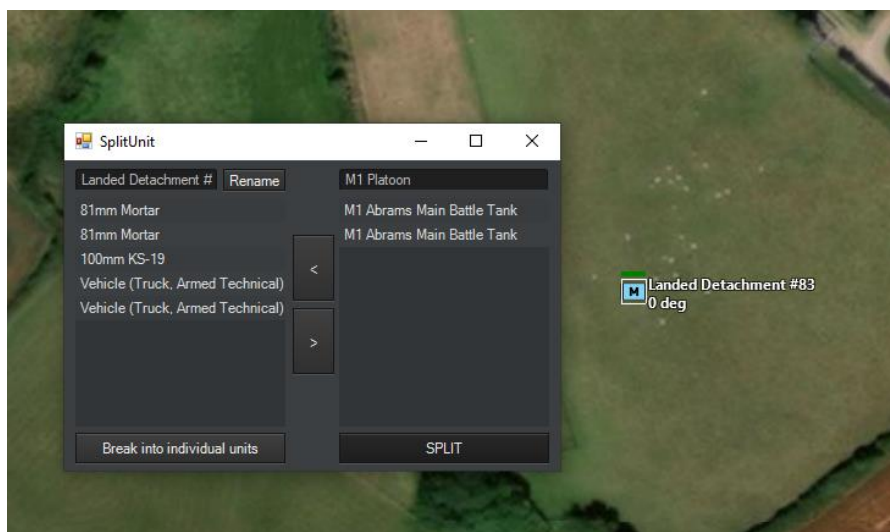 SplitUnit
Landed Detachment #
Rename
81mm Mortar
81mm Mortar
100mm KS-19
Vehicle (Truck, Armed Technical)
Vehicle (Truck, Armed Technical)
<
>
Break into individual units
M1 Platoon
M1 Abrams Main Battle Tank
M1 Abrams Main Battle Tank
SPLIT
M
Landed Detachment #83
0 deg